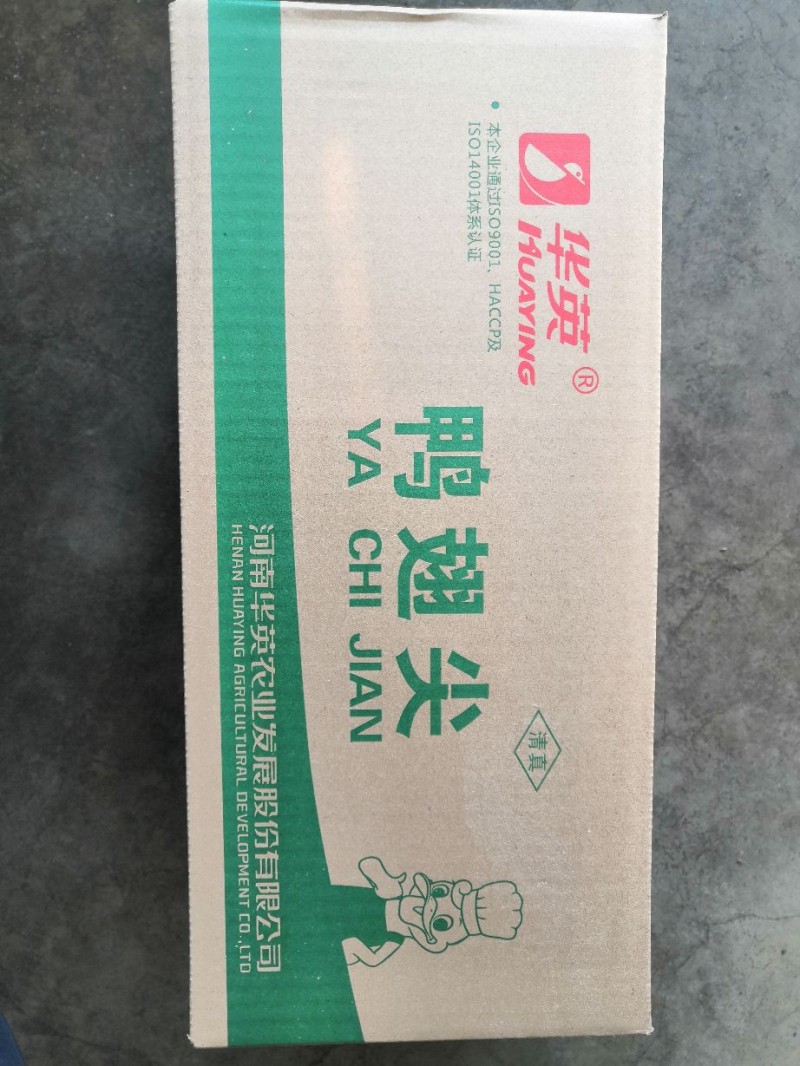 华英®
HUAYING
• 本企业通过ISO9001、HACCP及
ISO14001体系认证
鸭翅尖
YA CHI JIAN
清真
河南华英农业发展股份有限公司
HENAN HUAYING AGRICULTURAL DEVELOPMENT CO.,LTD